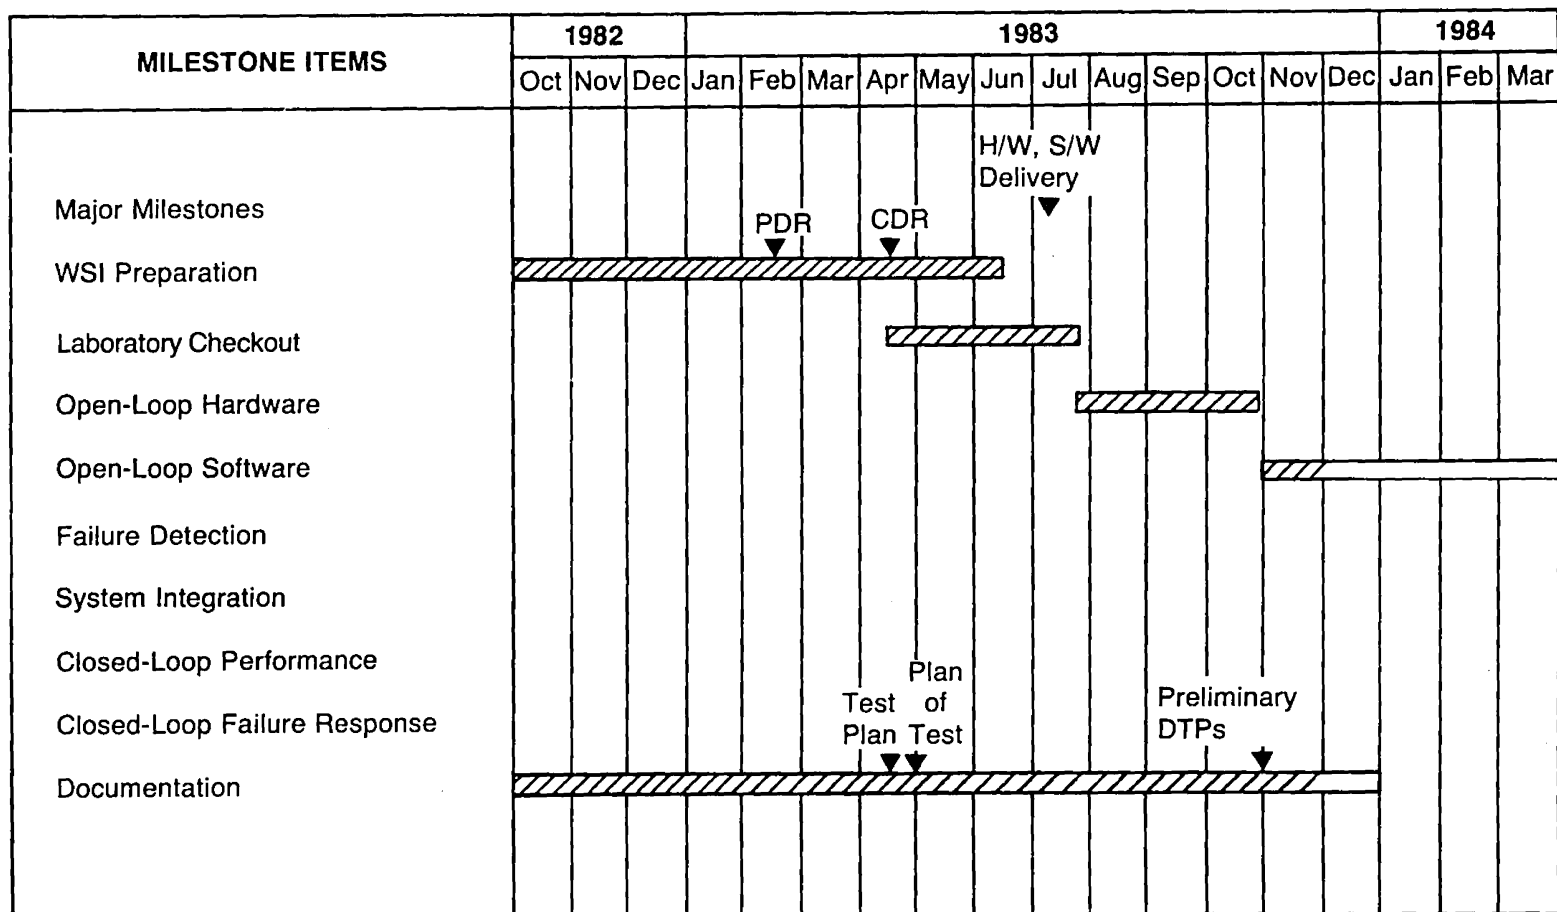 MILESTONE ITEMS
1982
1983
1984
Oct Nov Dec Jan Feb Mar Apr May Jun Jul Aug Sep Oct Nov Dec Jan Feb Mar
H/W, S/W
Delivery
Major Milestones
PDR
CDR
WSI Preparation
Laboratory Checkout
Open-Loop Hardware
Open-Loop Software
Failure Detection
System Integration
Closed-Loop Performance
Closed-Loop Failure Response
Test
Plan
Plan
of
Test
Preliminary
DTPs
Documentation